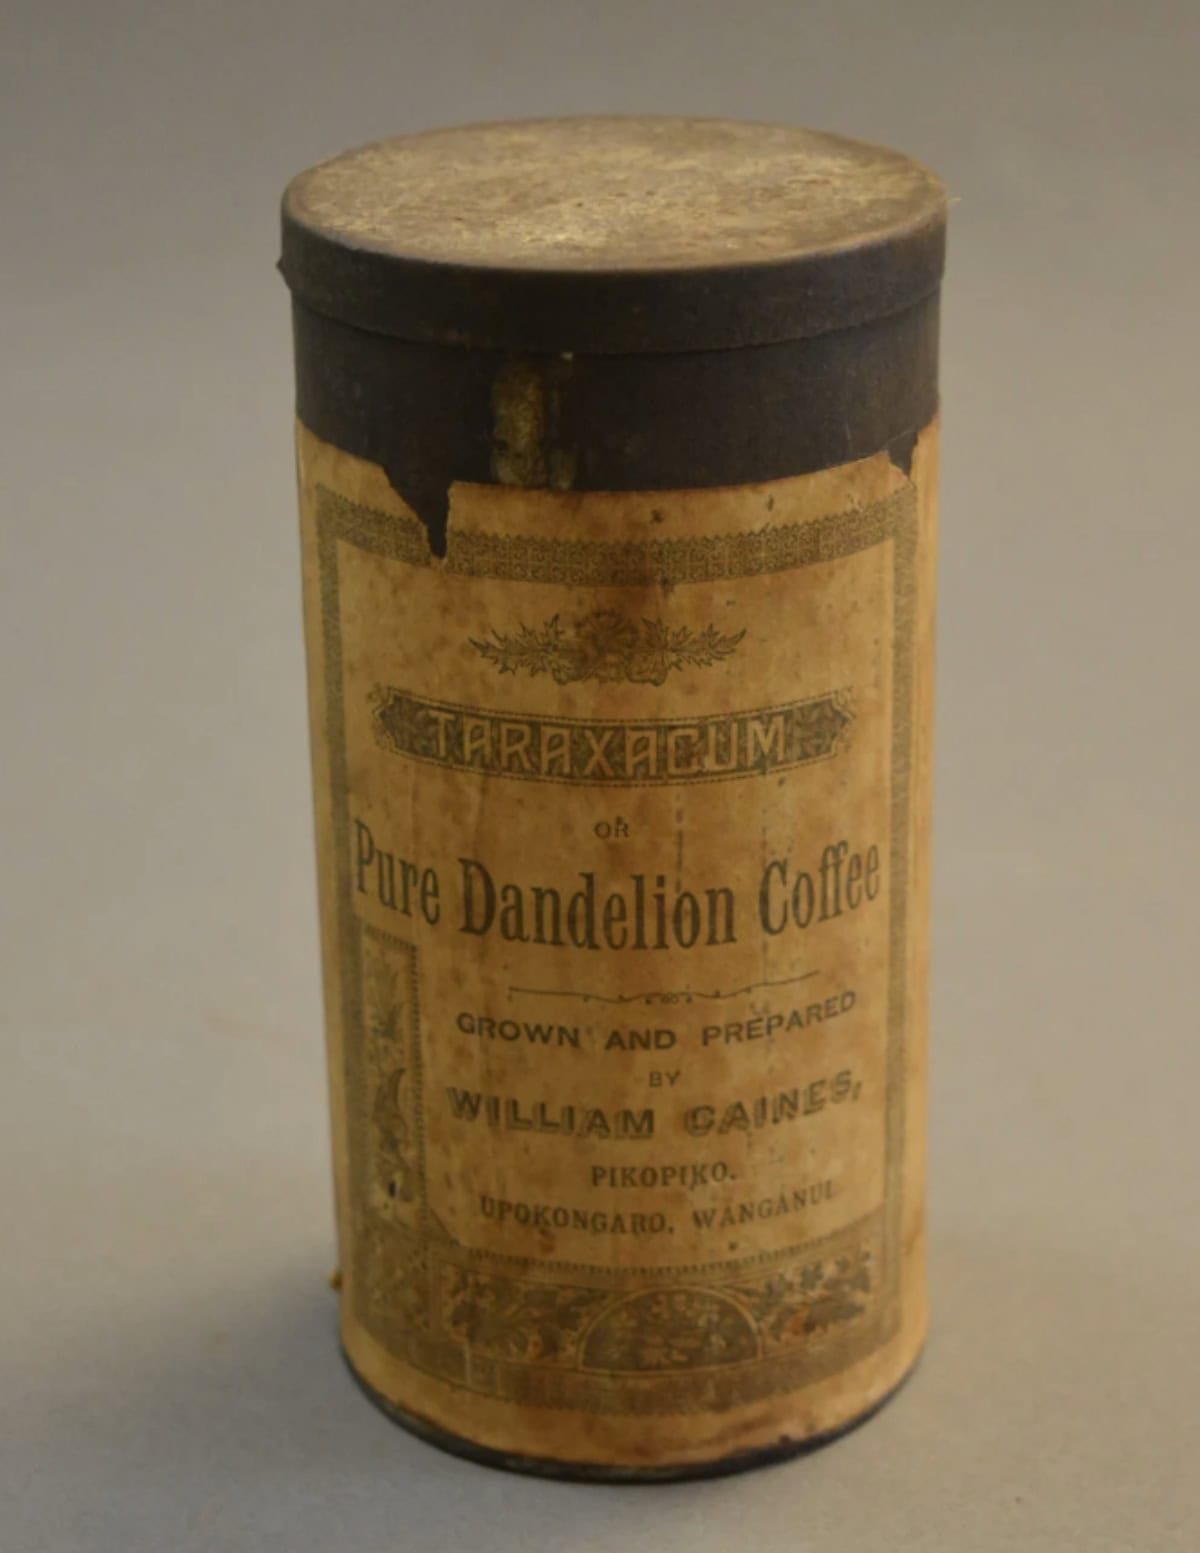 TARAXACUM
OR
Pure Dandelion Coffee
GROWN AND PREPARED
BY
WILLIAM CAINES,
PIKOPIKO.
UPOKONGARO, WANGANUI.